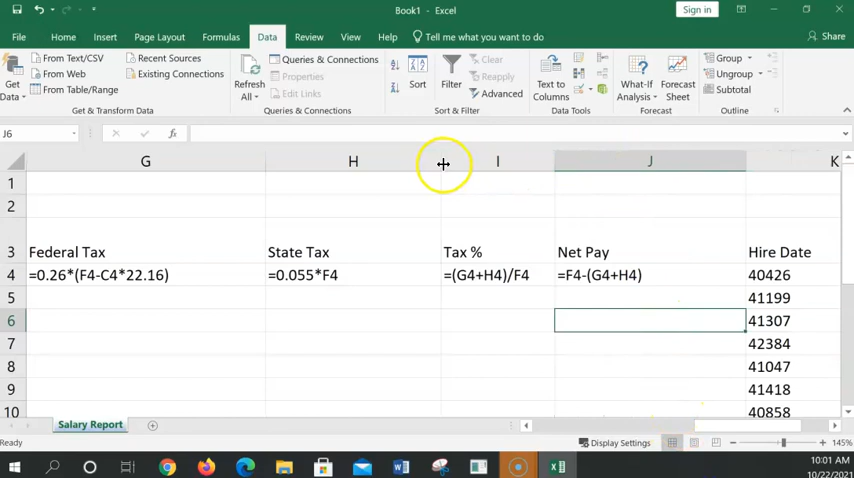 Book1 - Excel
Sign in
File Home Insert Page Layout Formulas Data Review View Help Tell me what you want to do Share
Get Data
From Text/CSV
From Web
From Table/Range
Recent Sources
Existing Connections
Get & Transform Data
Refresh All
Queries & Connections
Properties
Edit Links
Queries & Connections
Sort
Filter
Clear
Reapply
Advanced
Sort & Filter
Text to Columns
Data Tools
What-If Analysis
Forecast Sheet
Forecast
Group
Ungroup
Subtotal
Outline
J6 fx
G H I J K
1
2
3 Federal Tax State Tax Tax % Net Pay Hire Date
4 =0.26*(F4-C4*22.16) =0.055*F4 =(G4+H4)/F4 =F4-(G4+H4) 40426
5 41199
6 41307
7 42384
8 41047
9 41418
10 40858
Salary Report
Ready Display Settings 145%
10:01 AM
10/22/2021